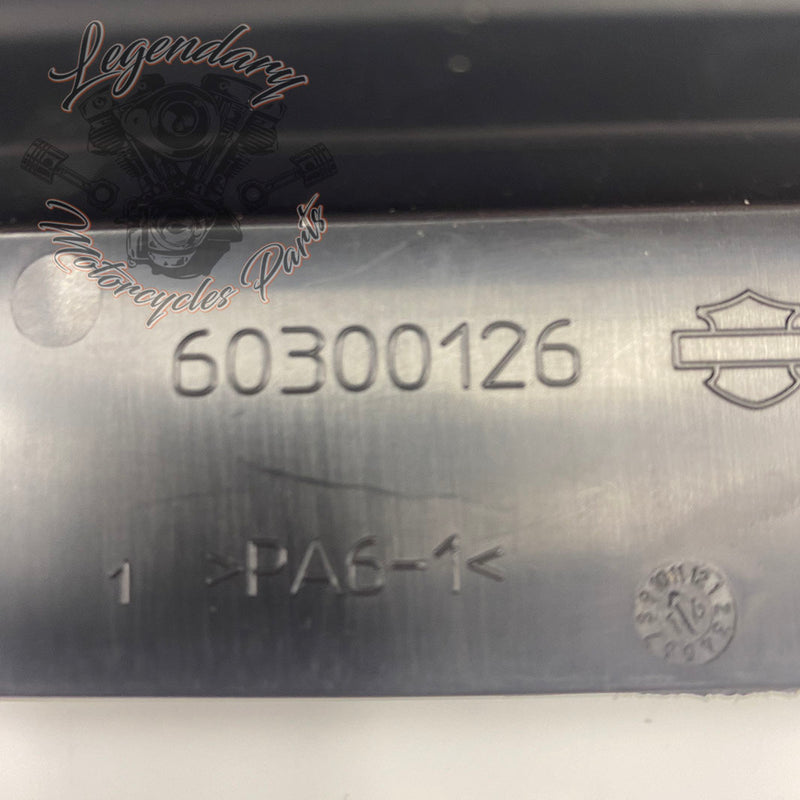 Legendary
Motorcycles Parts
60300126
1 >PA6-1<